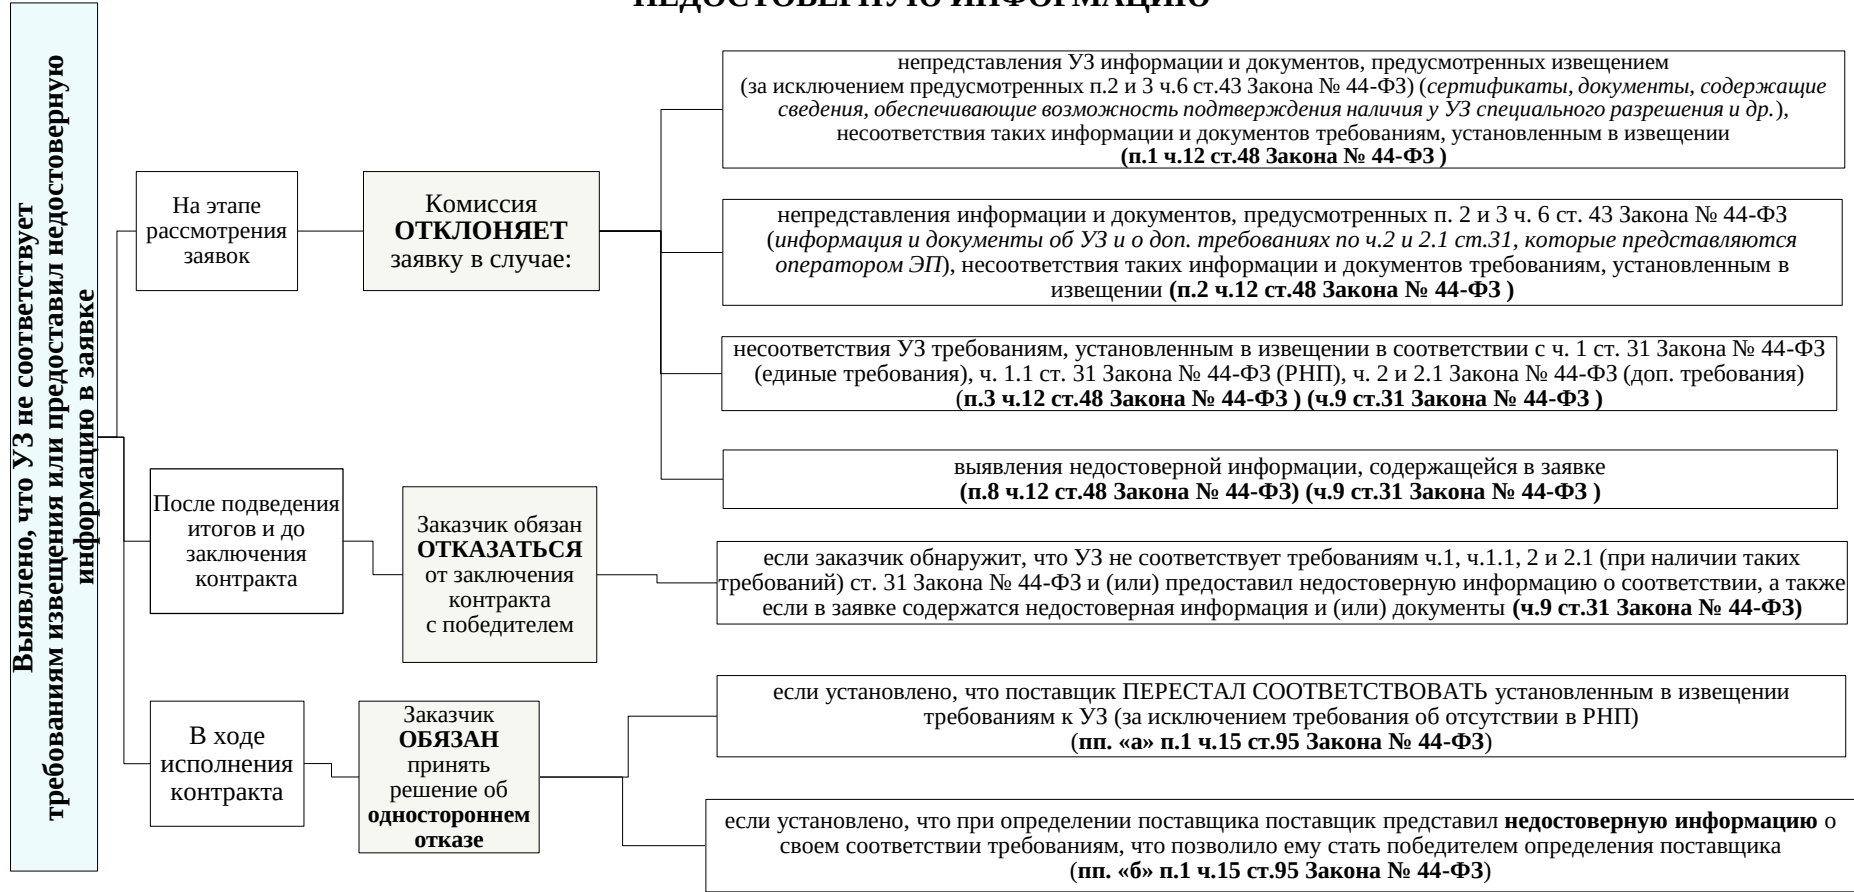 НЕДОСТОВЕРНУЮ ИНФОРМАЦИЮ
Выявлено, что УЗ не соответствует
требованиям извещения или предоставил недостоверную
информацию в заявке
На этапе
рассмотрения
заявок
Комиссия
ОТКЛОНЯЕТ
заявку в случае:
непредставления УЗ информации и документов, предусмотренных извещением
(за исключением предусмотренных п.2 и 3 ч.6 ст.43 Закона № 44-ФЗ) (сертификаты, документы, содержащие
сведения, обеспечивающие возможность подтверждения наличия у УЗ специального разрешения и др.),
несоответствия таких информации и документов требованиям, установленным в извещении
(п.1 ч.12 ст.48 Закона № 44-ФЗ )
непредставления информации и документов, предусмотренных п. 2 и 3 ч. 6 ст. 43 Закона № 44-ФЗ
(информация и документы об УЗ и о доп. требованиях по ч.2 и 2.1 ст.31, которые представляются
оператором ЭП), несоответствия таких информации и документов требованиям, установленным в
извещении (п.2 ч.12 ст.48 Закона № 44-ФЗ )
несоответствия УЗ требованиям, установленным в извещении в соответствии с ч. 1 ст. 31 Закона № 44-ФЗ
(единые требования), ч. 1.1 ст. 31 Закона № 44-ФЗ (РНП), ч. 2 и 2.1 Закона № 44-ФЗ (доп. требования)
(п.3 ч.12 ст.48 Закона № 44-ФЗ ) (ч.9 ст.31 Закона № 44-ФЗ )
выявления недостоверной информации, содержащейся в заявке
(п.8 ч.12 ст.48 Закона № 44-ФЗ) (ч.9 ст.31 Закона № 44-ФЗ )
После подведения
итогов и до
заключения
контракта
Заказчик обязан
ОТКАЗАТЬСЯ
от заключения
контракта
с победителем
если заказчик обнаружит, что УЗ не соответствует требованиям ч.1, ч.1.1, 2 и 2.1 (при наличии таких
требований) ст. 31 Закона № 44-ФЗ и (или) предоставил недостоверную информацию о соответствии, а также
если в заявке содержатся недостоверная информация и (или) документы (ч.9 ст.31 Закона № 44-ФЗ)
В ходе
исполнения
контракта
Заказчик
ОБЯЗАН
принять
решение об
одностороннем
отказе
если установлено, что поставщик ПЕРЕСТАЛ СООТВЕТСТВОВАТЬ установленным в извещении
требованиям к УЗ (за исключением требования об отсутствии в РНП)
(пп. «а» п.1 ч.15 ст.95 Закона № 44-ФЗ)
если установлено, что при определении поставщика поставщик представил недостоверную информацию о
своем соответствии требованиям, что позволило ему стать победителем определения поставщика
(пп. «б» п.1 ч.15 ст.95 Закона № 44-ФЗ)